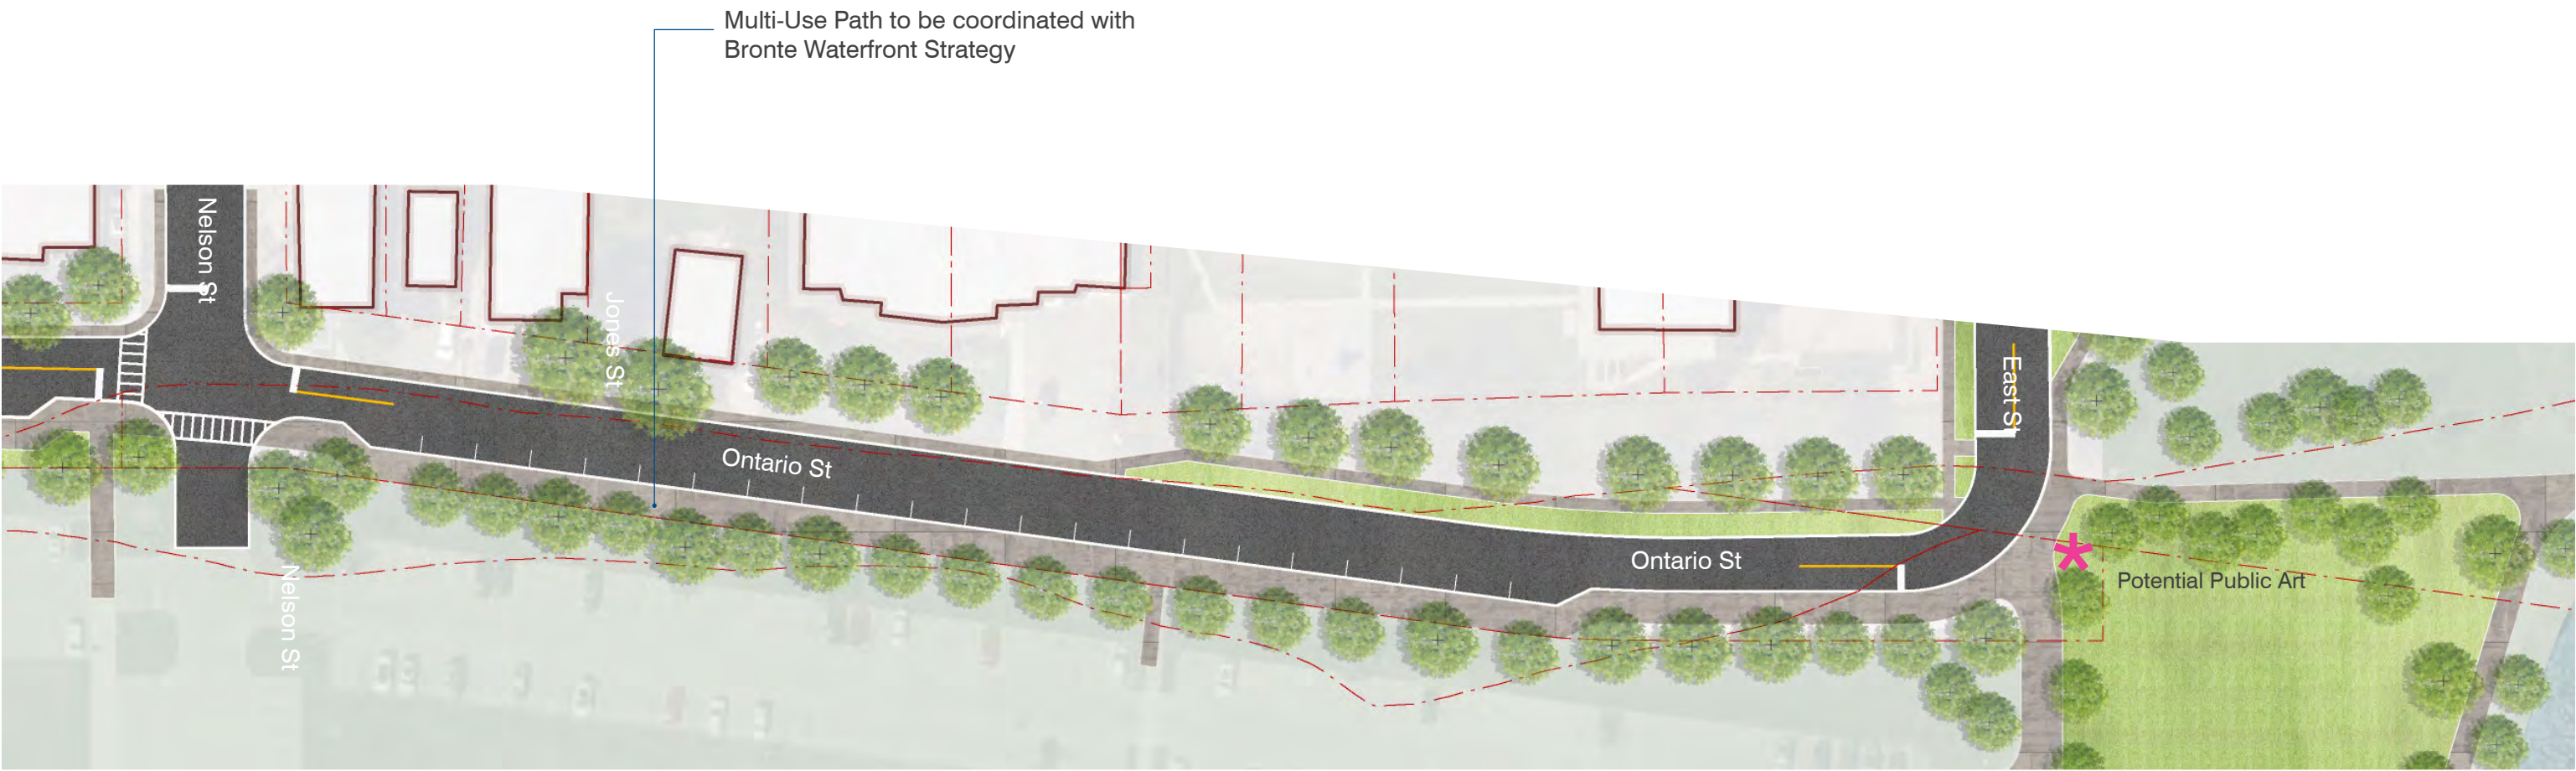 Multi-Use Path to be coordinated with
Bronte Waterfront Strategy
Nelson St
Jones St
East St
Ontario St
Ontario St
Potential Public Art
Nelson St